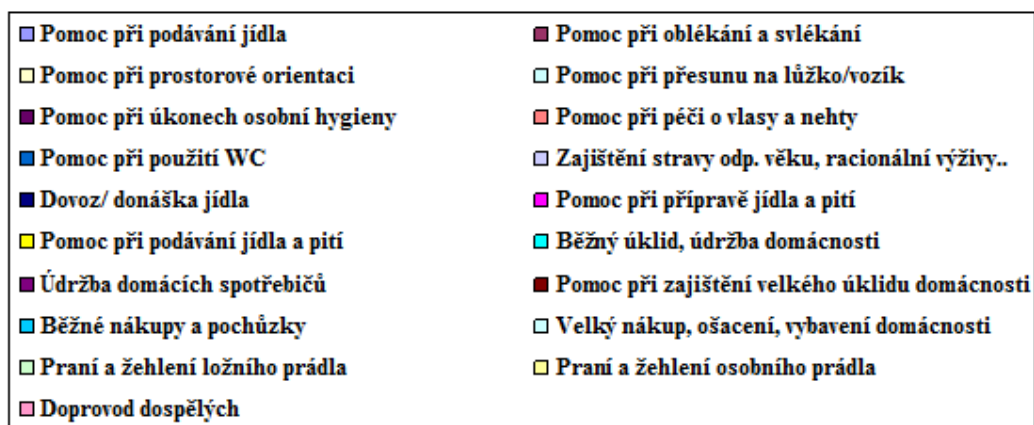 Pomoc při podávání jídla
Pomoc při oblékání a svlékání
Pomoc při prostorové orientaci
Pomoc při přesunu na lůžko/vozík
Pomoc při úkonech osobní hygieny
Pomoc při péči o vlasy a nehty
Pomoc při použití WC
Zajištění stravy odp. věku, racionální výživy..
Dovoz/ donáška jídla
Pomoc při přípravě jídla a pití
Pomoc při podávání jídla a pití
Běžný úklid, údržba domácnosti
Údržba domácích spotřebičů
Pomoc při zajištění velkého úklidu domácnosti
Běžné nákupy a pochůzky
Velký nákup, ošacení, vybavení domácnosti
Praní a žehlení ložního prádla
Praní a žehlení osobního prádla
Doprovod dospělých